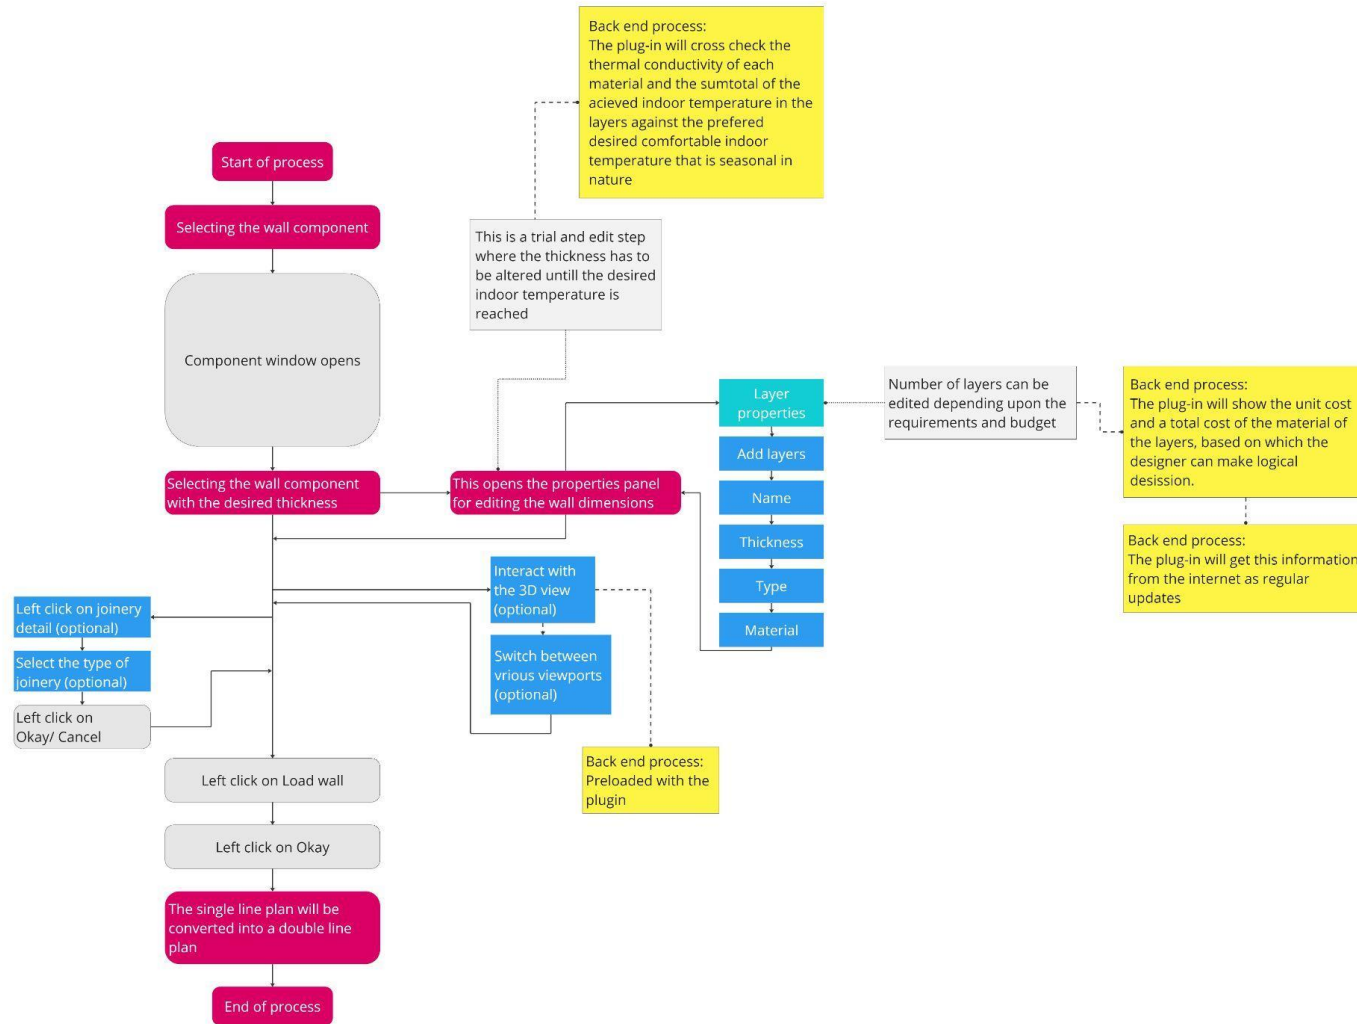 Back end process:
The plug-in will cross check the
thermal conductivity of each
material and the sumtotal of the
acieved indoor temperature in the
layers against the prefered
desired comfortable indoor
temperature that is seasonal in
nature
Start of process
Selecting the wall component
This is a trial and edit step
where the thickness has to
be altered untill the desired
indoor temperature is
reached
Component window opens
Layer
properties
Number of layers can be
edited depending upon the
requirements and budget
Back end process:
The plug-in will show the unit cost
and a total cost of the material of
the layers, based on which the
designer can make logical
desission.
Add layers
Selecting the wall component
with the desired thickness
This opens the properties panel
for editing the wall dimensions
Name
Thickness
Back end process:
The plug-in will get this information
from the internet as regular
updates
Interact with
the 3D view
(optional)
Type
Left click on joinery
detail (optional)
Material
Select the type of
joinery (optional)
Switch between
vrious viewports
(optional)
Left click on
Okay/ Cancel
Back end process:
Preloaded with the
plugin
Left click on Load wall
Left click on Okay
The single line plan will be
converted into a double line
plan
End of process